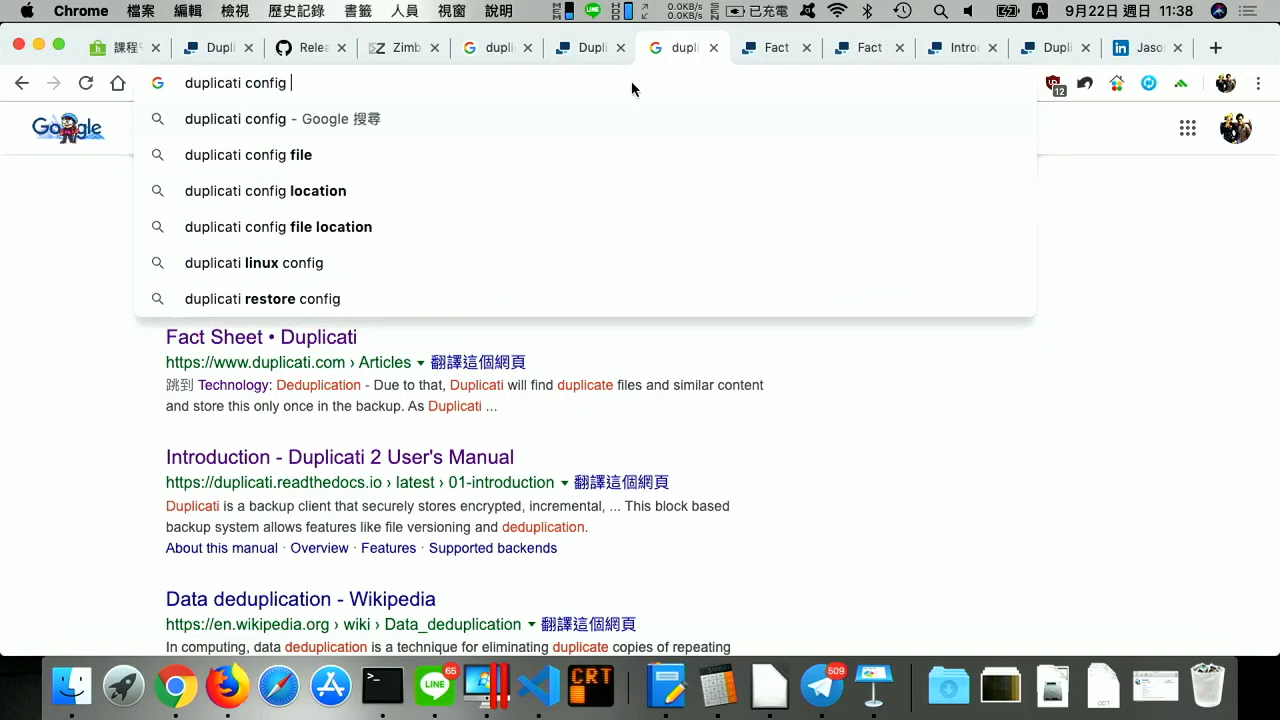 Chrome 檔案 編輯 檢視 歷史記錄 書籤 人員 視窗 說明 0.0KB/s 0.0KB/s 已充電 A 9月22日 週日 11:38
課程 Dupli Relea Zimb dupli Dupli dupli Fact Fact Introd Dupli Jaso
duplicati config
12
duplicati config - Google 搜尋
Google
duplicati config file
duplicati config location
duplicati config file location
duplicati linux config
duplicati restore config
Fact Sheet • Duplicati
https://www.duplicati.com › Articles 翻譯這個網頁
跳到 Technology: Deduplication - Due to that, Duplicati will find duplicate files and similar content
and store this only once in the backup. As Duplicati ...
Introduction - Duplicati 2 User's Manual
https://duplicati.readthedocs.io › latest › 01-introduction 翻譯這個網頁
Duplicati is a backup client that securely stores encrypted, incremental, ... This block based
backup system allows features like file versioning and deduplication.
About this manual · Overview · Features · Supported backends
Data deduplication - Wikipedia
https://en.wikipedia.org › wiki › Data_deduplication 翻譯這個網頁
In computing, data deduplication is a technique for eliminating duplicate copies of repeating
LINE 65 CRT 509